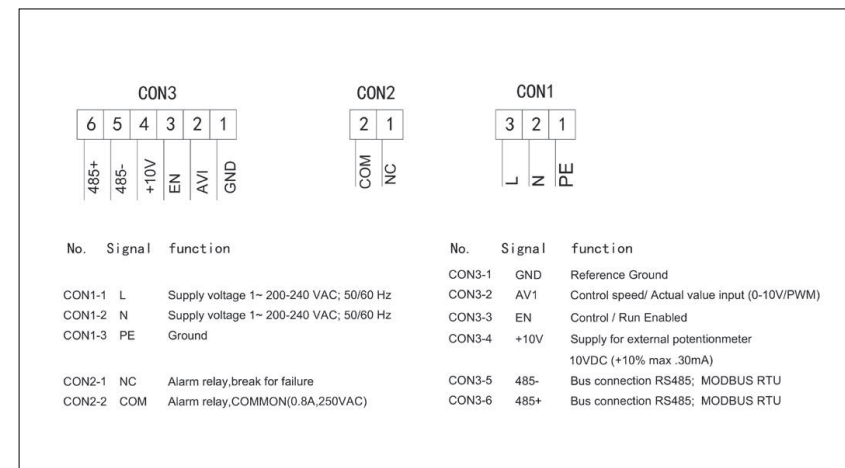 CON3
6 5 4 3 2 1
485+ 485- +10V EN AVI GND
CON2
2 1
COM NC
CON1
3 2 1
L N PE
No. Signal function
CON1-1 L Supply voltage 1~ 200-240 VAC; 50/60 Hz
CON1-2 N Supply voltage 1~ 200-240 VAC; 50/60 Hz
CON1-3 PE Ground
CON2-1 NC Alarm relay,break for failure
CON2-2 COM Alarm relay,COMMON(0.8A,250VAC)
No. Signal function
CON3-1 GND Reference Ground
CON3-2 AV1 Control speed/ Actual value input (0-10V/PWM)
CON3-3 EN Control / Run Enabled
CON3-4 +10V Supply for external potentionmeter
10VDC (+10% max .30mA)
CON3-5 485- Bus connection RS485; MODBUS RTU
CON3-6 485+ Bus connection RS485; MODBUS RTU